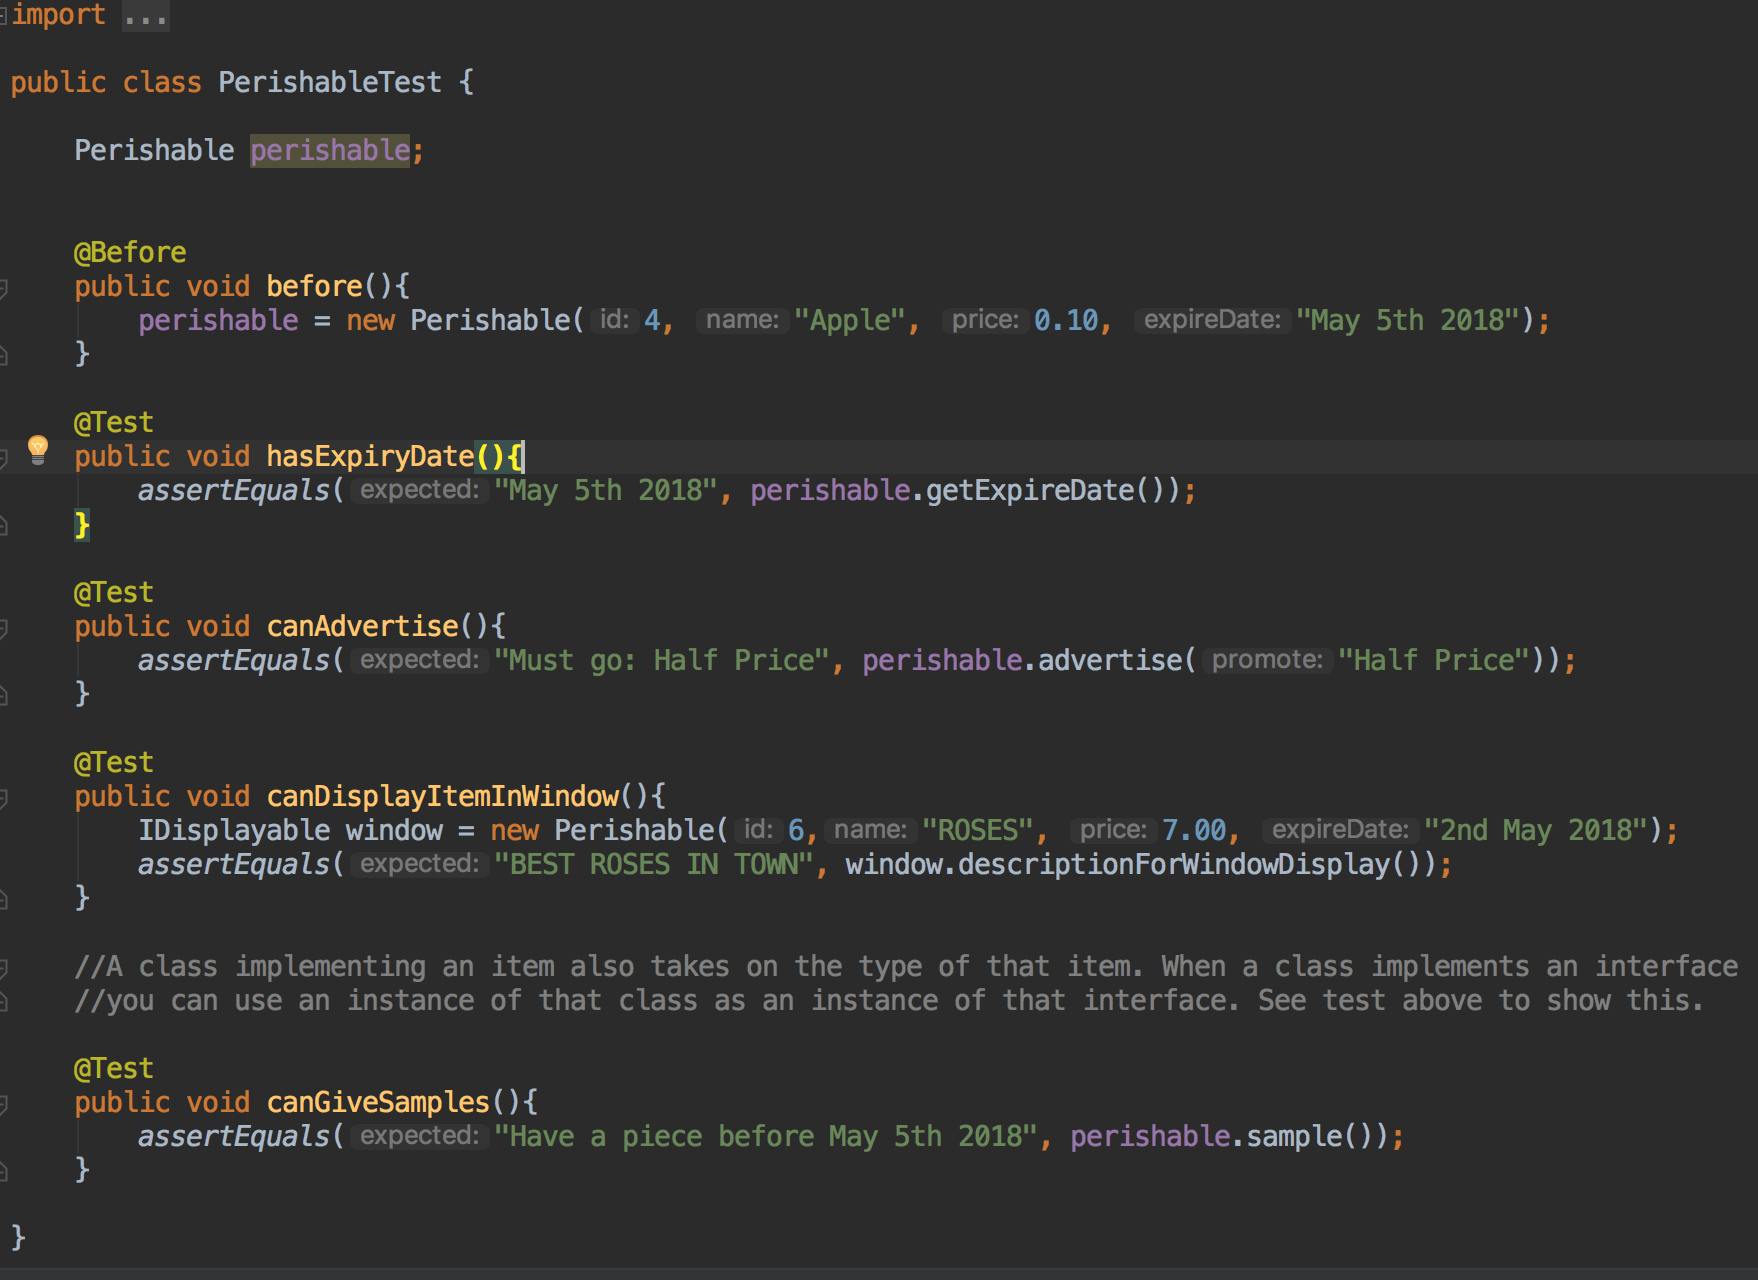 import ...
public class PerishableTest {
Perishable perishable;
@Before
public void before(){
perishable = new Perishable( id: 4, name: "Apple", price: 0.10, expireDate: "May 5th 2018");
}
@Test
public void hasExpiryDate(){
assertEquals( expected: "May 5th 2018", perishable.getExpireDate());
}
@Test
public void canAdvertise(){
assertEquals( expected: "Must go: Half Price", perishable.advertise( promote: "Half Price"));
}
@Test
public void canDisplayItemInWindow(){
IDisplayable window = new Perishable( id: 6, name: "ROSES", price: 7.00, expireDate: "2nd May 2018");
assertEquals( expected: "BEST ROSES IN TOWN", window.descriptionForWindowDisplay());
}
//A class implementing an item also takes on the type of that item. When a class implements an interface
//you can use an instance of that class as an instance of that interface. See test above to show this.
@Test
public void canGiveSamples(){
assertEquals( expected: "Have a piece before May 5th 2018", perishable.sample());
}
}